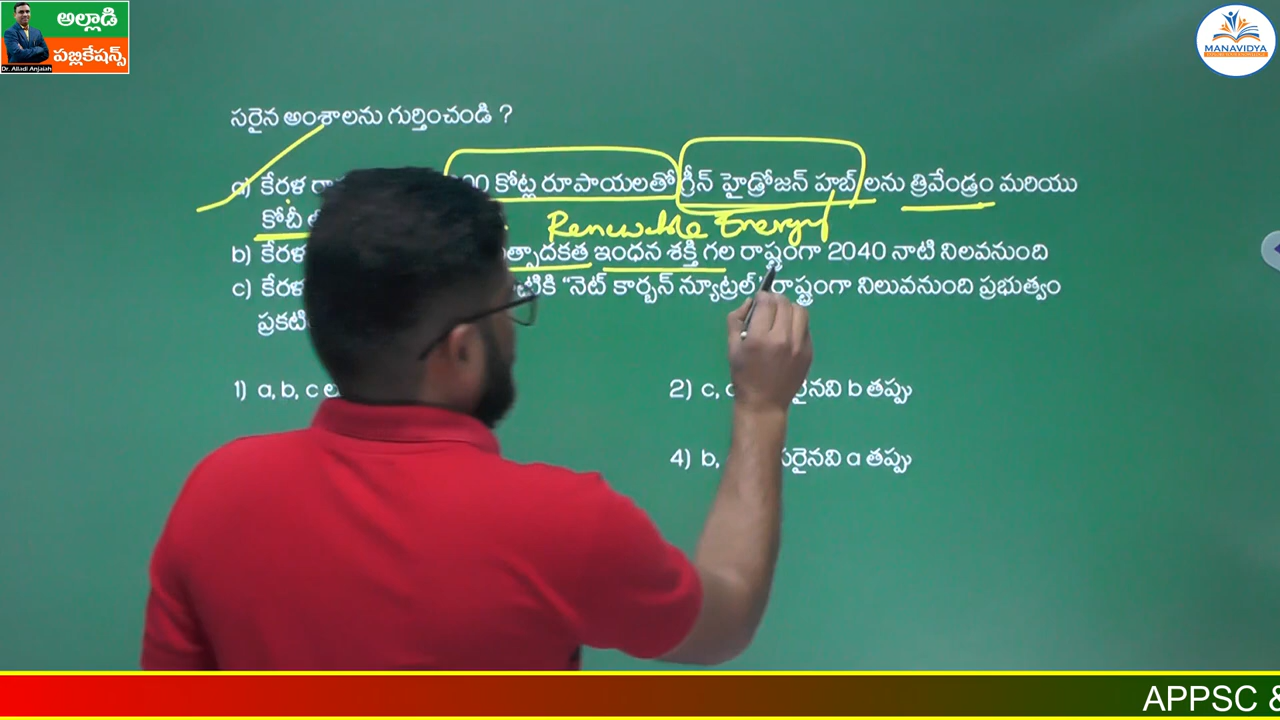 అల్లాడి
పబ్లికేషన్స్
Dr. Alladi Anjaiah
MANAVIDYA
సరైన అంశాలను గుర్తించండి ?
a) కేరళ 00 కోట్ల రూపాయలతో గ్రీన్ హైడ్రోజన్ హబ్ లను త్రివేండ్రం మరియు
కోచీ Renewable Energy
b) కేరళ త్పాదకత ఇంధన శక్తి గల రాష్ట్రంగా 2040 నాటి నిలవనుంది
c) కేరళ టికి “నెట్ కార్బన్ న్యూట్రల్” రాష్ట్రంగా నిలువనుంది ప్రభుత్వం
ప్రకటి
1) a, b, c ల
2) c, రైనవి b తప్పు
4) b, సరైనవి a తప్పు
APPSC &